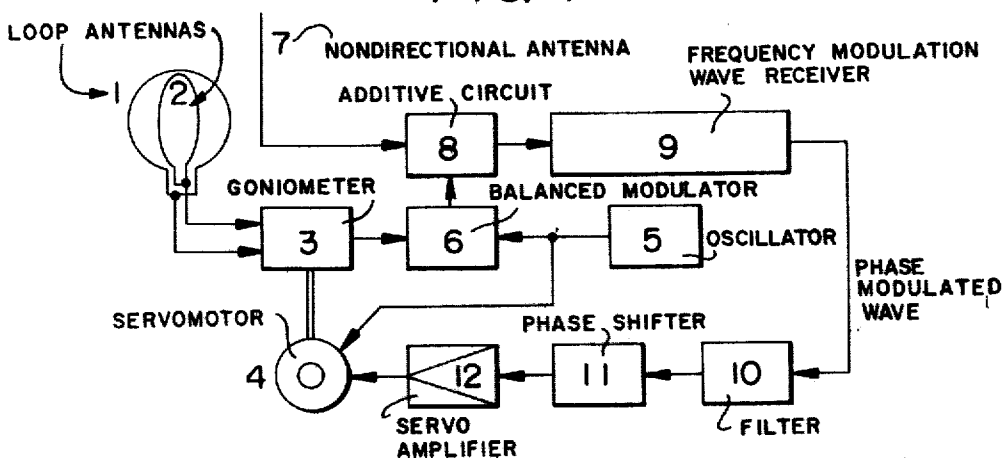 LOOP ANTENNAS
1
2
7
NONDIRECTIONAL ANTENNA
FREQUENCY MODULATION
WAVE RECEIVER
ADDITIVE CIRCUIT
8
9
GONIOMETER
BALANCED MODULATOR
3
6
5
OSCILLATOR
PHASE
MODULATED
WAVE
SERVOMOTOR
4
PHASE SHIFTER
12
11
10
SERVO
AMPLIFIER
FILTER